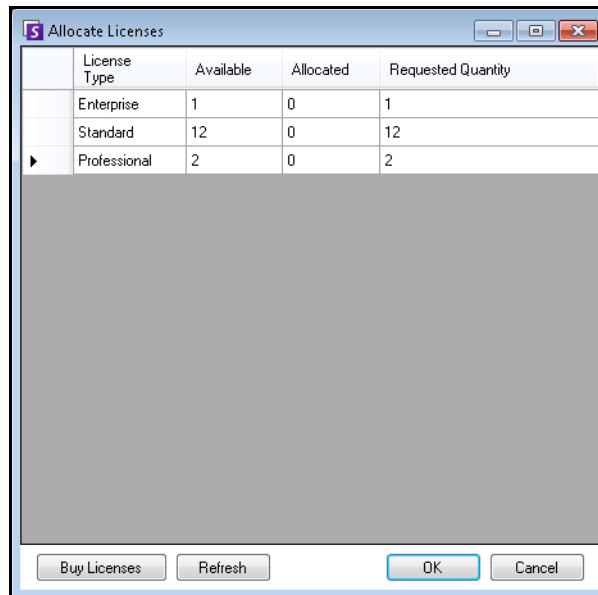 S Allocate Licenses
License Type Available Allocated Requested Quantity
Enterprise 1 0 1
Standard 12 0 12
Professional 2 0 2
Buy Licenses Refresh OK Cancel